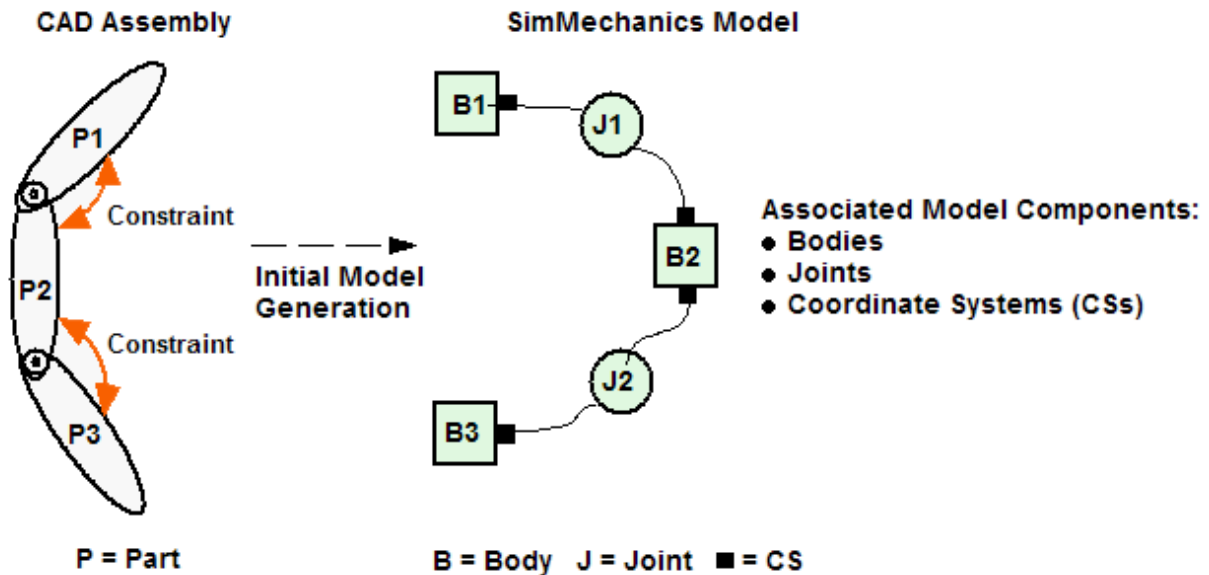 CAD Assembly
SimMechanics Model
P1
Constraint
P2
Constraint
P3
Initial Model
Generation
B1
J1
B2
J2
B3
Associated Model Components:
● Bodies
● Joints
● Coordinate Systems (CSs)
P = Part
B = Body J = Joint ■ = CS